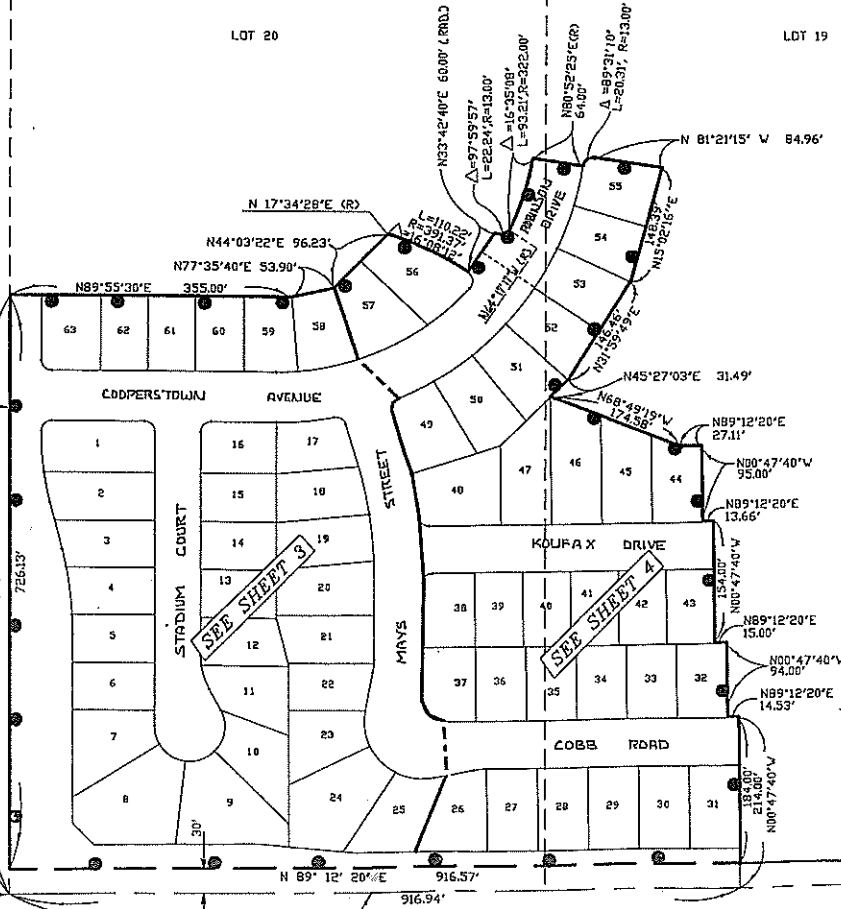 LOT 20
LOT 19
N33°42'40"E 60.00' (RAD.)
△=97°59'57"
L=22.24',R=13.00'
△=16°35'08"
L=93.21',R=322.00'
N80°52'25"E(R)
64.00'
△=89°31'10"
L=20.31', R=13.00'
N 81°21'15" W 84.96'
N 17°34'28"E (R)
L=110.22'
R=391.37'
△=16°08'12"
N44°03'22"E 96.23'
N77°35'40"E 53.90'
N89°55'30"E 355.00'
ROBINSON
DRIVE
148.39'
N15°02'16"E
146.46'
N31°59'49"E
N45°27'03"E 31.49'
N68°49'19"W
174.58'
N89°12'20"E
27.11'
N00°47'40"W
95.00'
N89°12'20"E
13.66'
154.00'
N00°47'40"W
N89°12'20"E
15.00'
N00°47'40"W
94.00'
N89°12'20"E
14.53'
184.00'
214.00'
N00°47'40"W
63
62
61
60
59
58
57
56
55
54
53
52
51
50
49
COOPERSTOWN AVENUE
1
2
3
4
5
6
7
8
9
10
11
12
13
14
15
16
17
18
19
20
21
22
23
24
25
STADIUM COURT
SEE SHEET 3
MAYS STREET
48
47
46
45
44
KOUFAX DRIVE
38
39
40
41
42
43
SEE SHEET 4
37
36
35
34
33
32
COBB ROAD
26
27
28
29
30
31
726.13'
30'
N 89° 12' 20" E 916.57'
916.94'